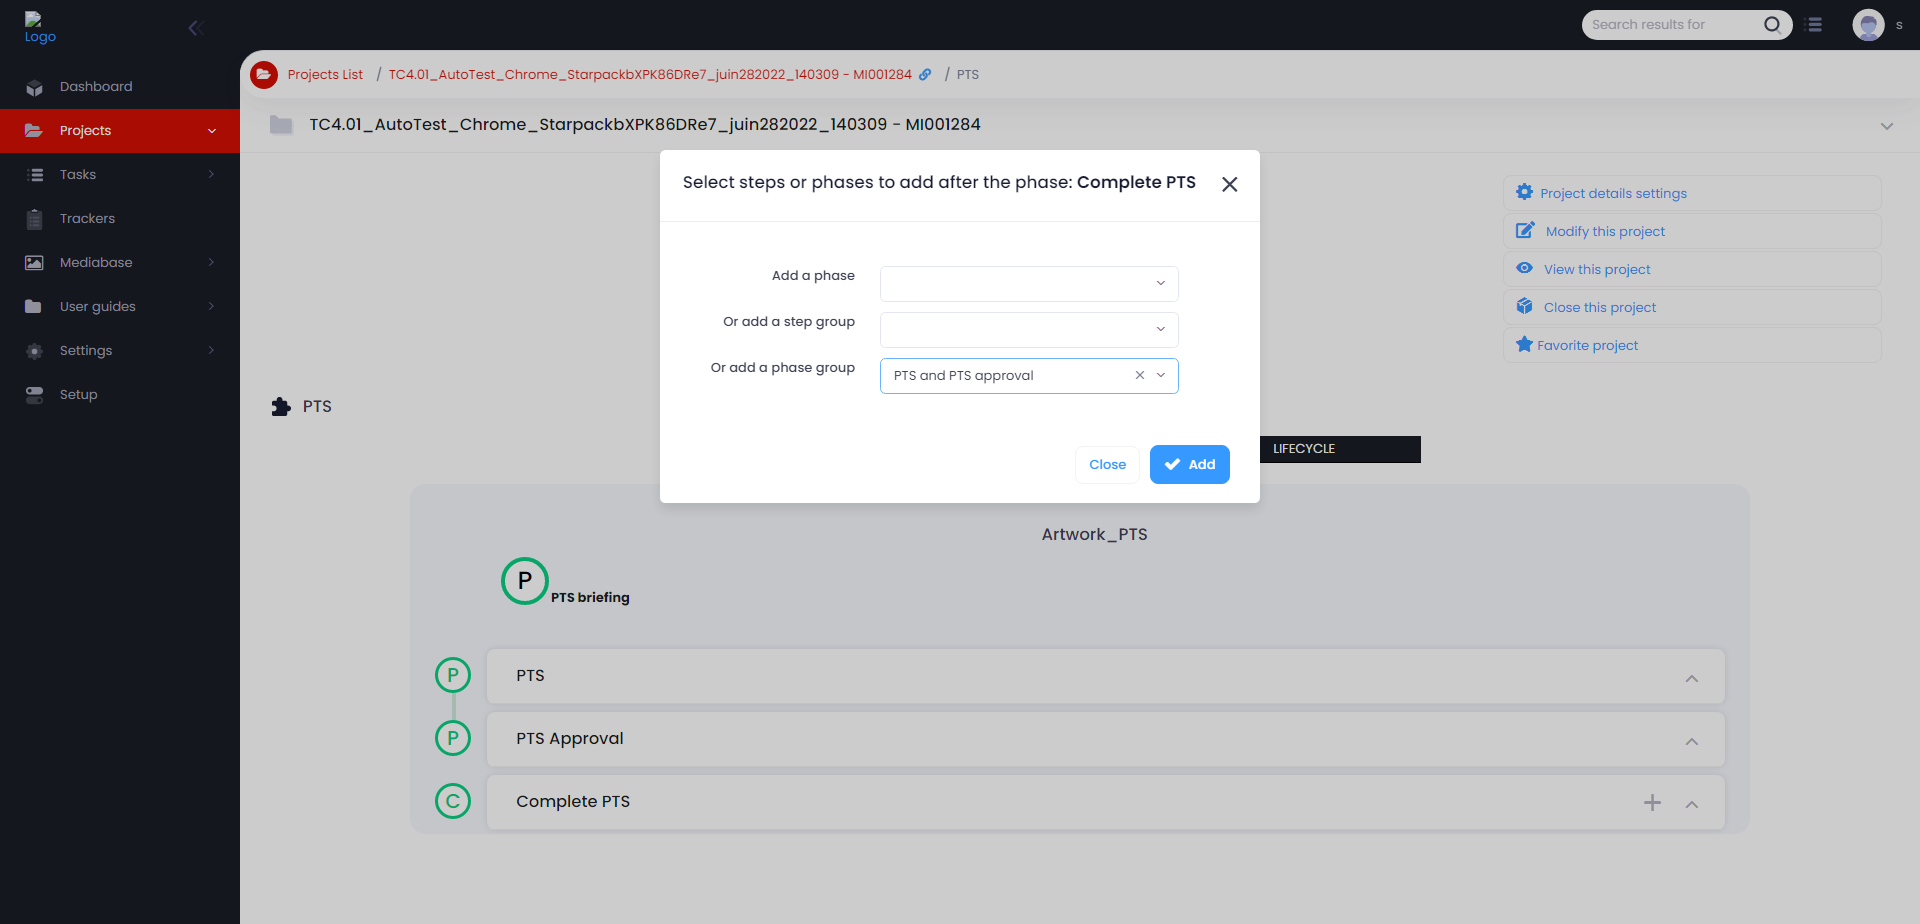 Logo
Search results for
s
Dashboard
Projects
Tasks
Trackers
Mediabase
User guides
Settings
Setup
Projects List / TC4.01_AutoTest_Chrome_StarpackbXPK86DRe7_juin282022_140309 - MI001284 / PTS
TC4.01_AutoTest_Chrome_StarpackbXPK86DRe7_juin282022_140309 - MI001284
Select steps or phases to add after the phase: Complete PTS
Add a phase
Or add a step group
Or add a phase group
PTS and PTS approval
Close
Add
Project details settings
Modify this project
View this project
Close this project
Favorite project
PTS
LIFECYCLE
Artwork_PTS
P
PTS briefing
P
PTS
P
PTS Approval
C
Complete PTS